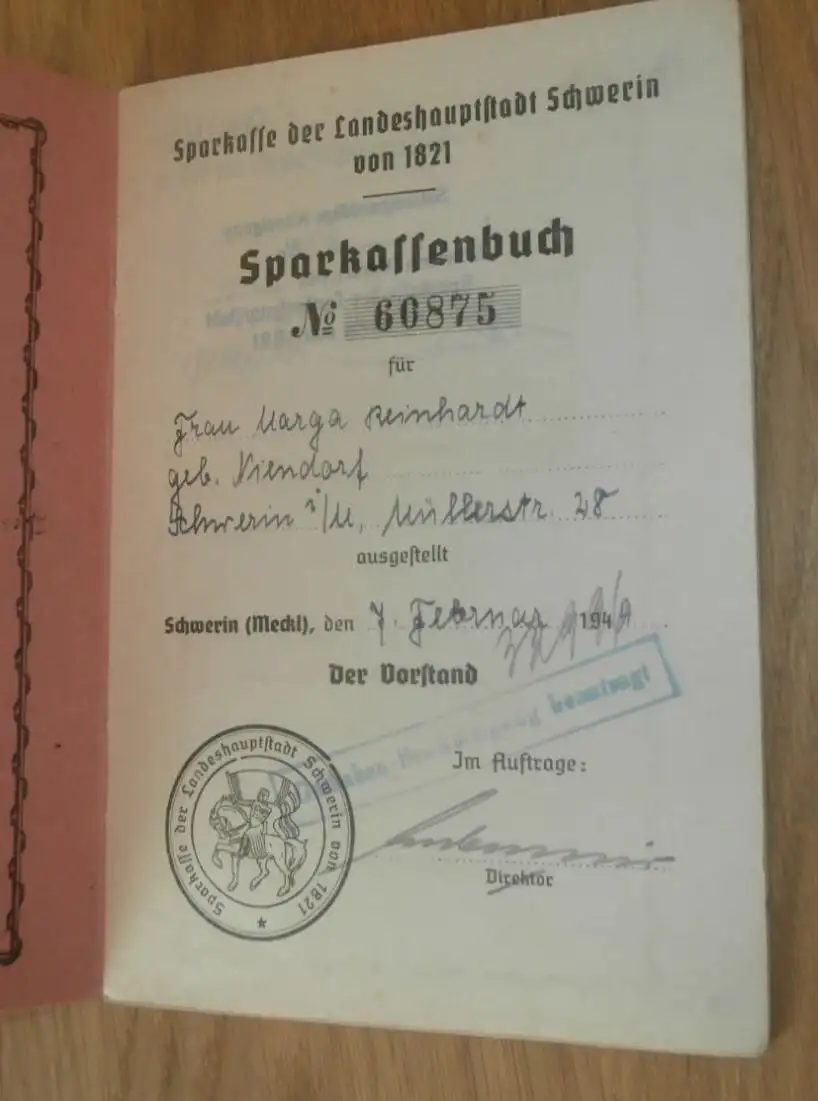 Sparkasse der Landeshauptstadt Schwerin
von 1821
Sparkassenbuch
№ 60875
für
Frau Marga Reinhardt
geb. Niendorf
Schwerin i/M, Müllerstr. 28
ausgestellt
Schwerin (Meckl), den 7. Februar 194
Der Vorstand
beantragt
Im Auftrage:
Direktor
Sparkasse der Landeshauptstadt Schwerin von 1821